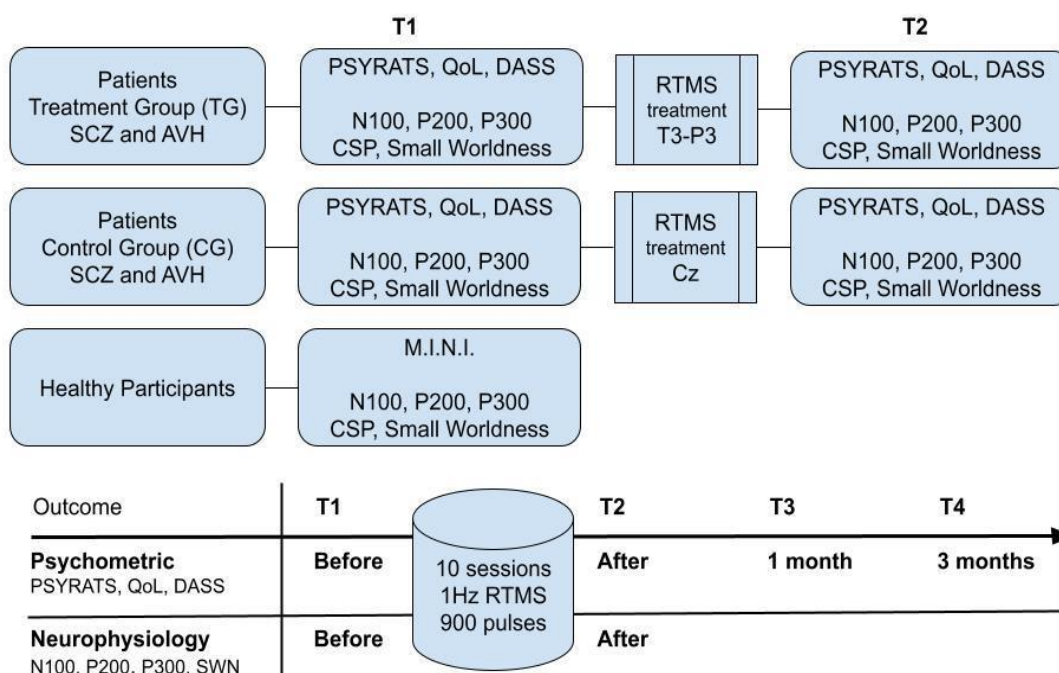 T1
T2
Patients
Treatment Group (TG)
SCZ and AVH
PSYRATS, QoL, DASS
N100, P200, P300
CSP, Small Worldness
RTMS
treatment
T3-P3
PSYRATS, QoL, DASS
N100, P200, P300
CSP, Small Worldness
Patients
Control Group (CG)
SCZ and AVH
PSYRATS, QoL, DASS
N100, P200, P300
CSP, Small Worldness
RTMS
treatment
Cz
PSYRATS, QoL, DASS
N100, P200, P300
CSP, Small Worldness
Healthy Participants
M.I.N.I.
N100, P200, P300
CSP, Small Worldness
Outcome
T1
T2
T3
T4
Psychometric
PSYRATS, QoL, DASS
Before
10 sessions
1Hz RTMS
900 pulses
After
1 month
3 months
Neurophysiology
N100, P200, P300, SWN
Before
After